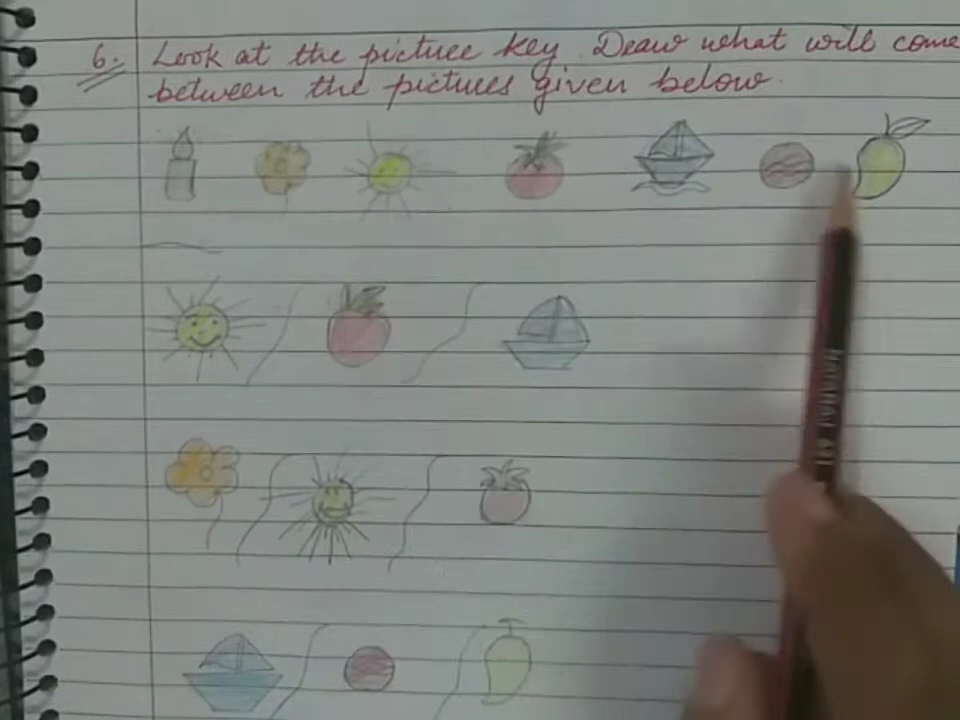 6. Look at the picture key. Draw what will come
between the pictures given below.